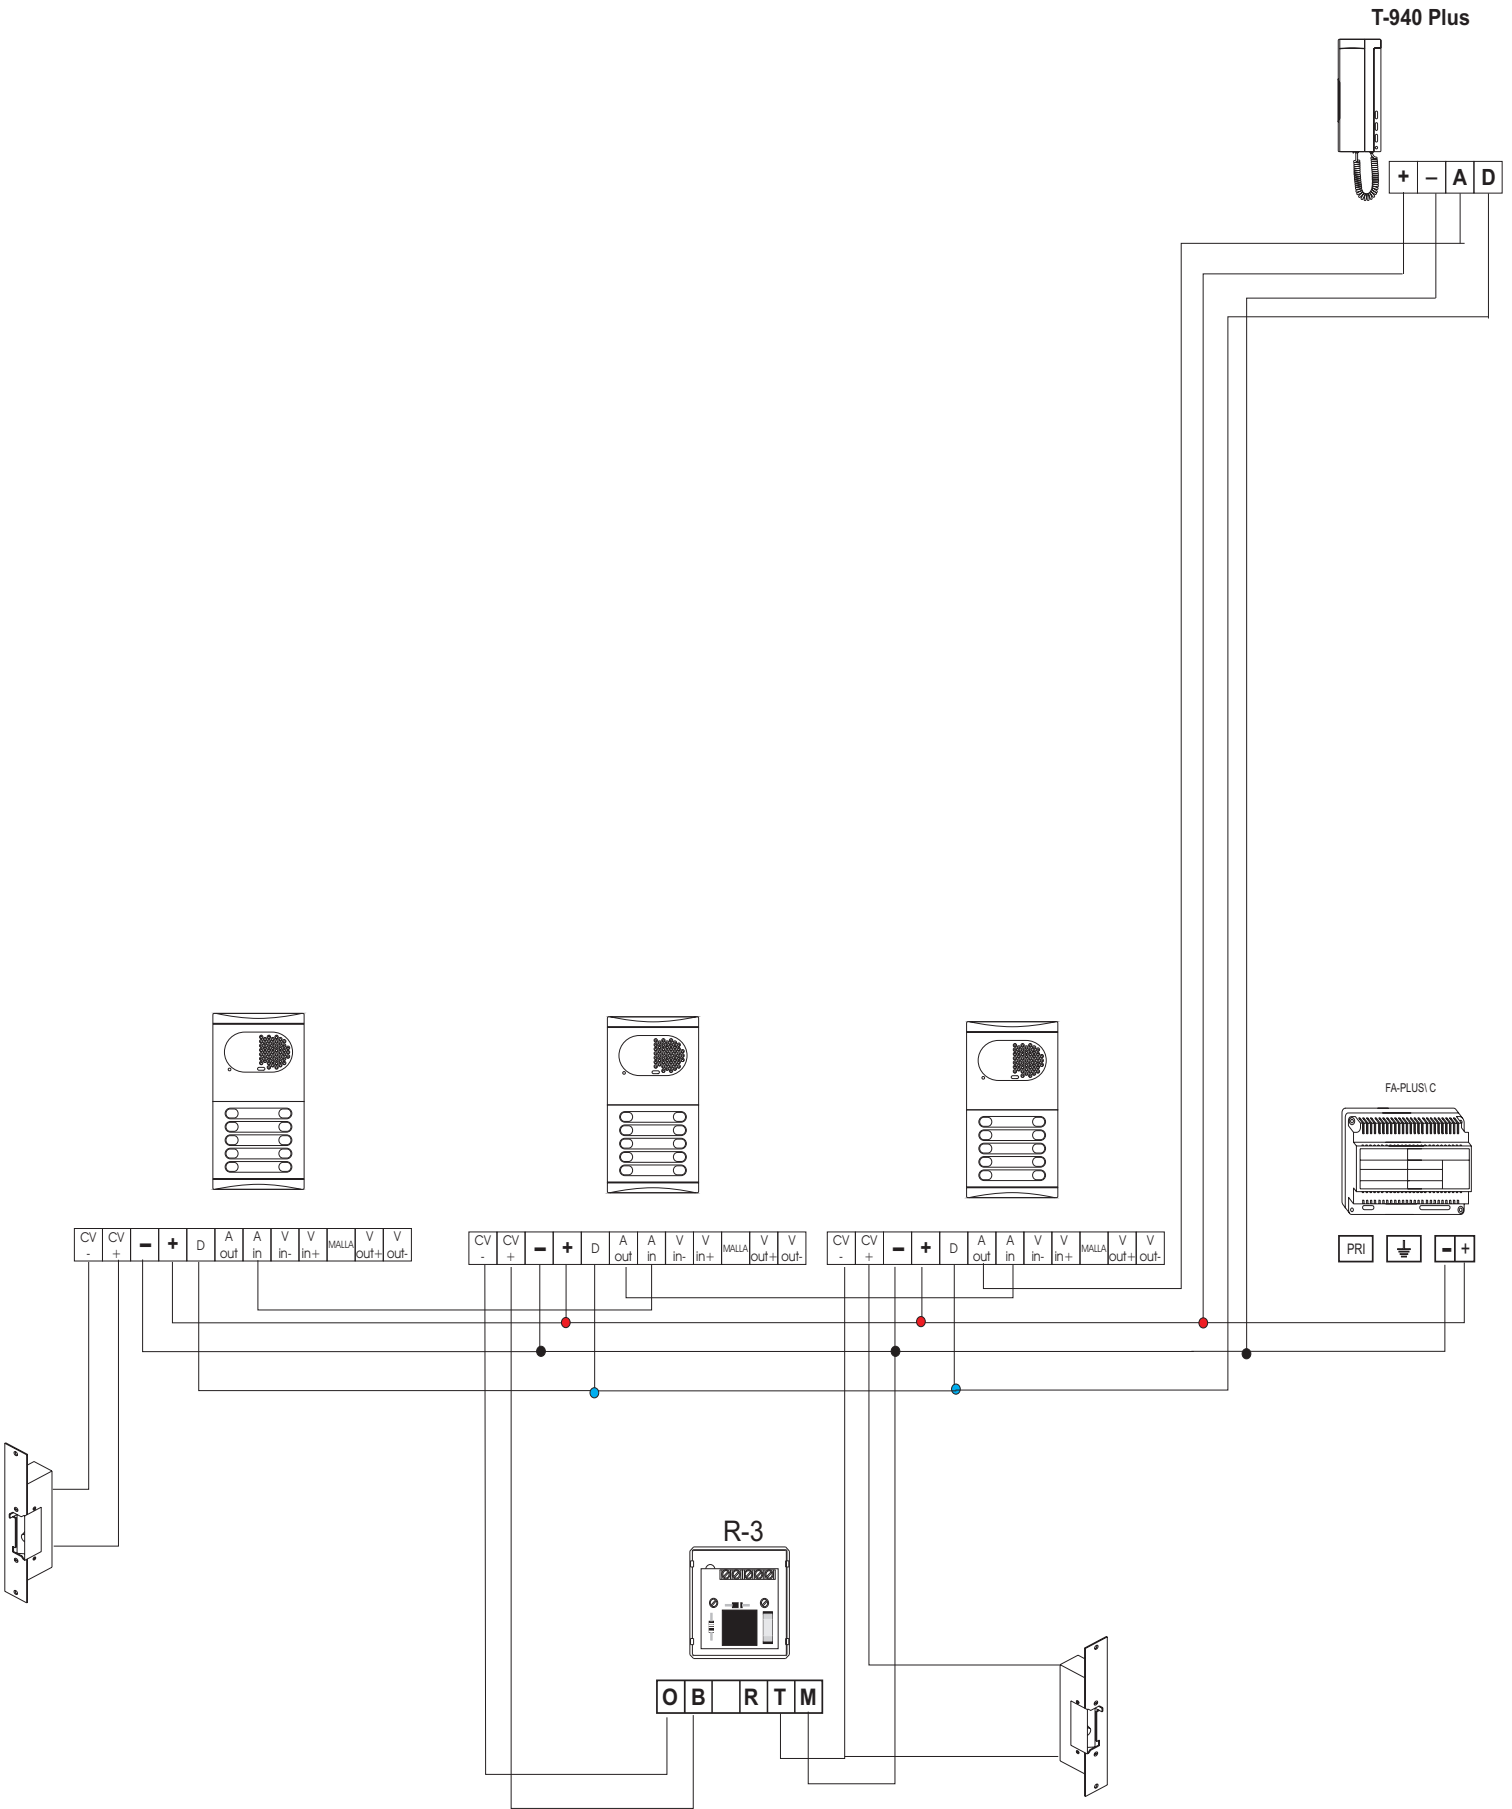 T-940 Plus
+ – A D
FA-PLUS\ C
CV - CV + – + D A out A in V in- V in+ MALLA V out+ V out-
CV - CV + – + D A out A in V in- V in+ MALLA V out+ V out-
CV - CV + – + D A out A in V in- V in+ MALLA V out+ V out-
PRI - +
R-3
O B R T M